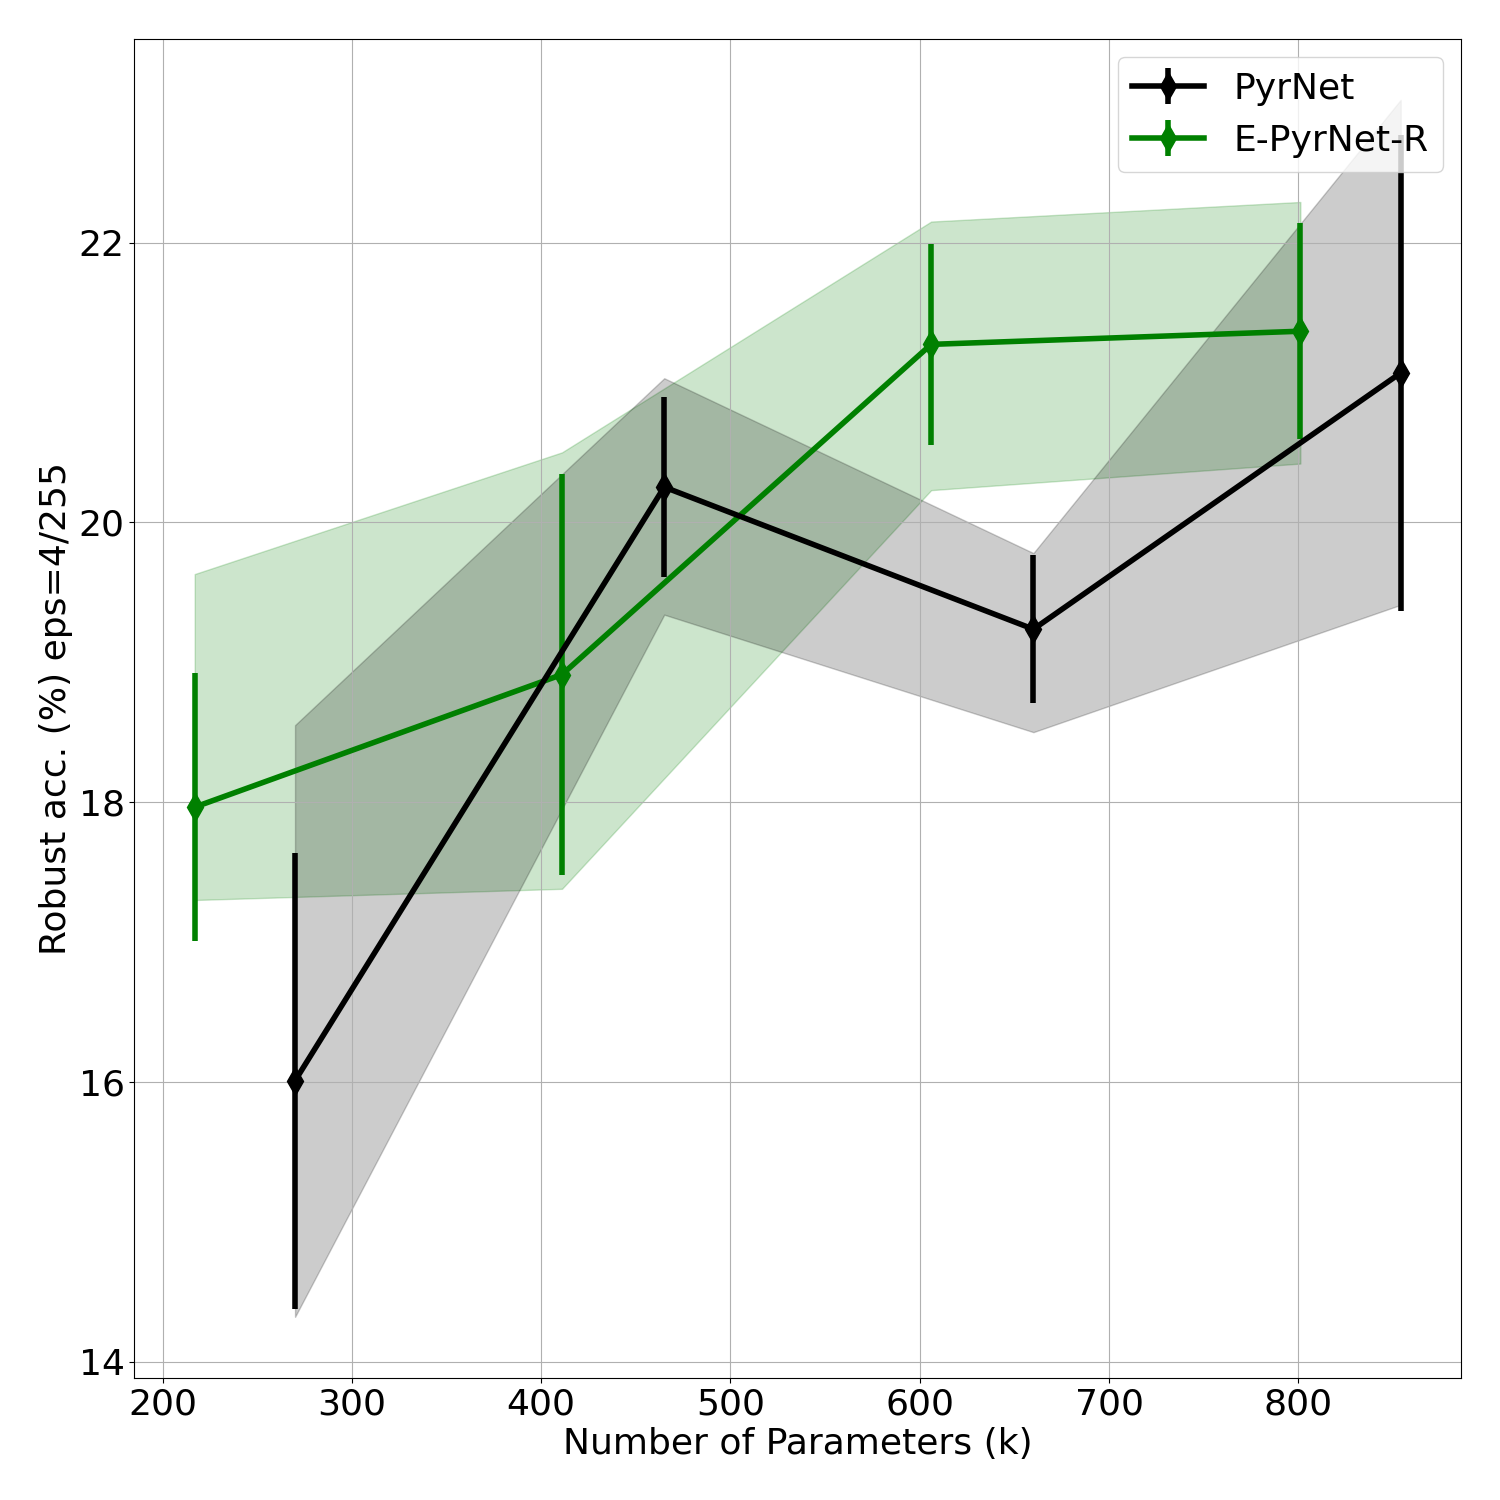 PyrNet
E-PyrNet-R
22
20
18
16
14
Robust acc. (%) eps=4/255
200 300 400 500 600 700 800
Number of Parameters (k)